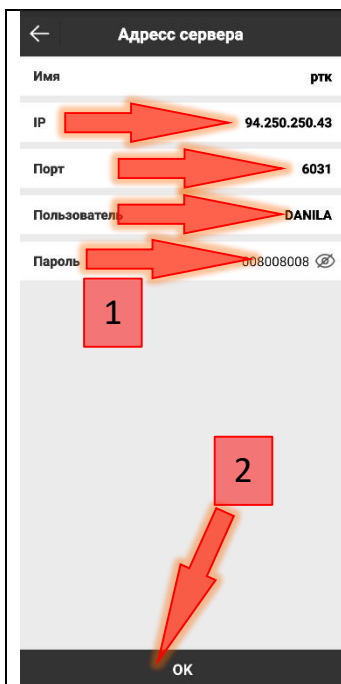 Адресс сервера
Имя ртк
IP 94.250.250.43
Порт 6031
Пользователь DANILA
Пароль 008008008
1
2
OK